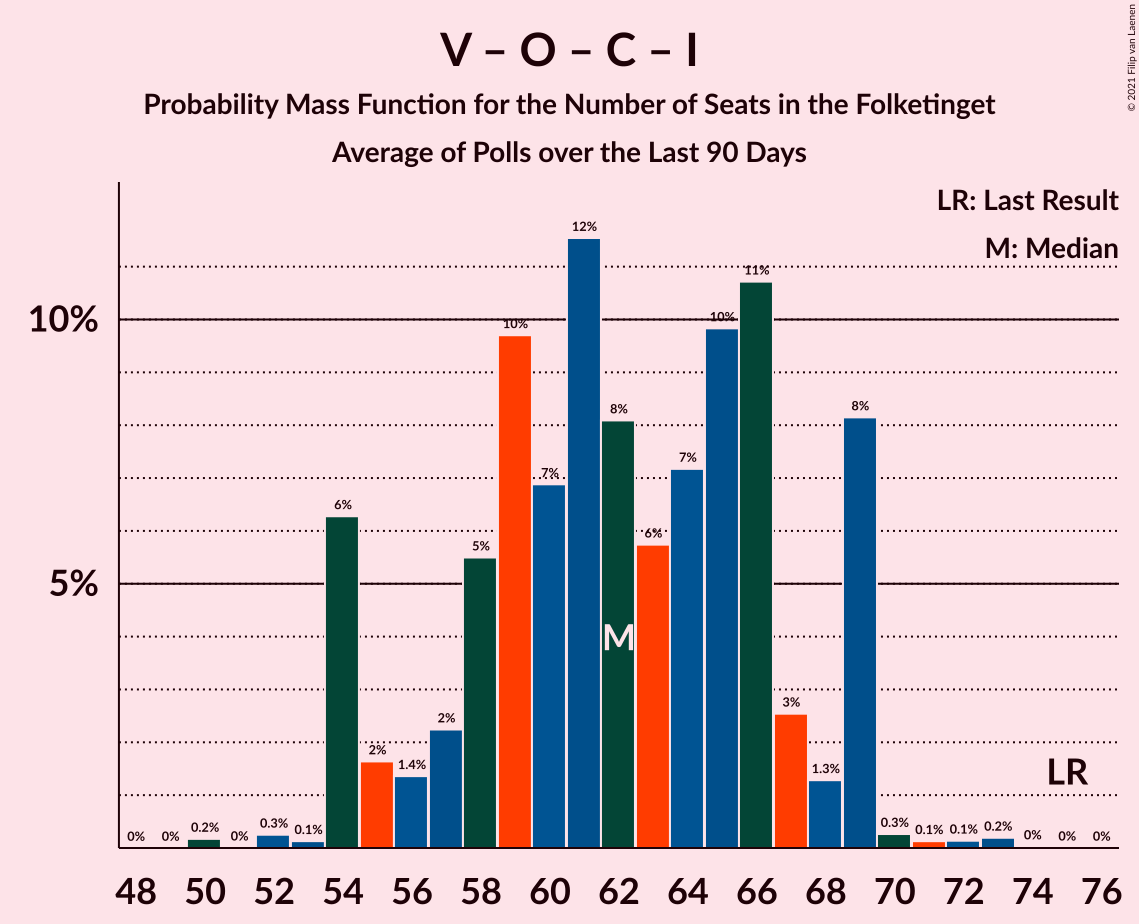 V – O – C – I
Probability Mass Function for the Number of Seats in the Folketinget
Average of Polls over the Last 90 Days
© 2021 Filip van Laenen
LR: Last Result
M: Median
10%
5%
0% 0% 0.2% 0% 0.3% 0.1% 6% 2% 1.4% 2% 5% 10% 7% 12% 8% 6% 7% 10% 11% 3% 1.3% 8% 0.3% 0.1% 0.1% 0.2% 0% 0% 0%
M
LR
48 50 52 54 56 58 60 62 64 66 68 70 72 74 76